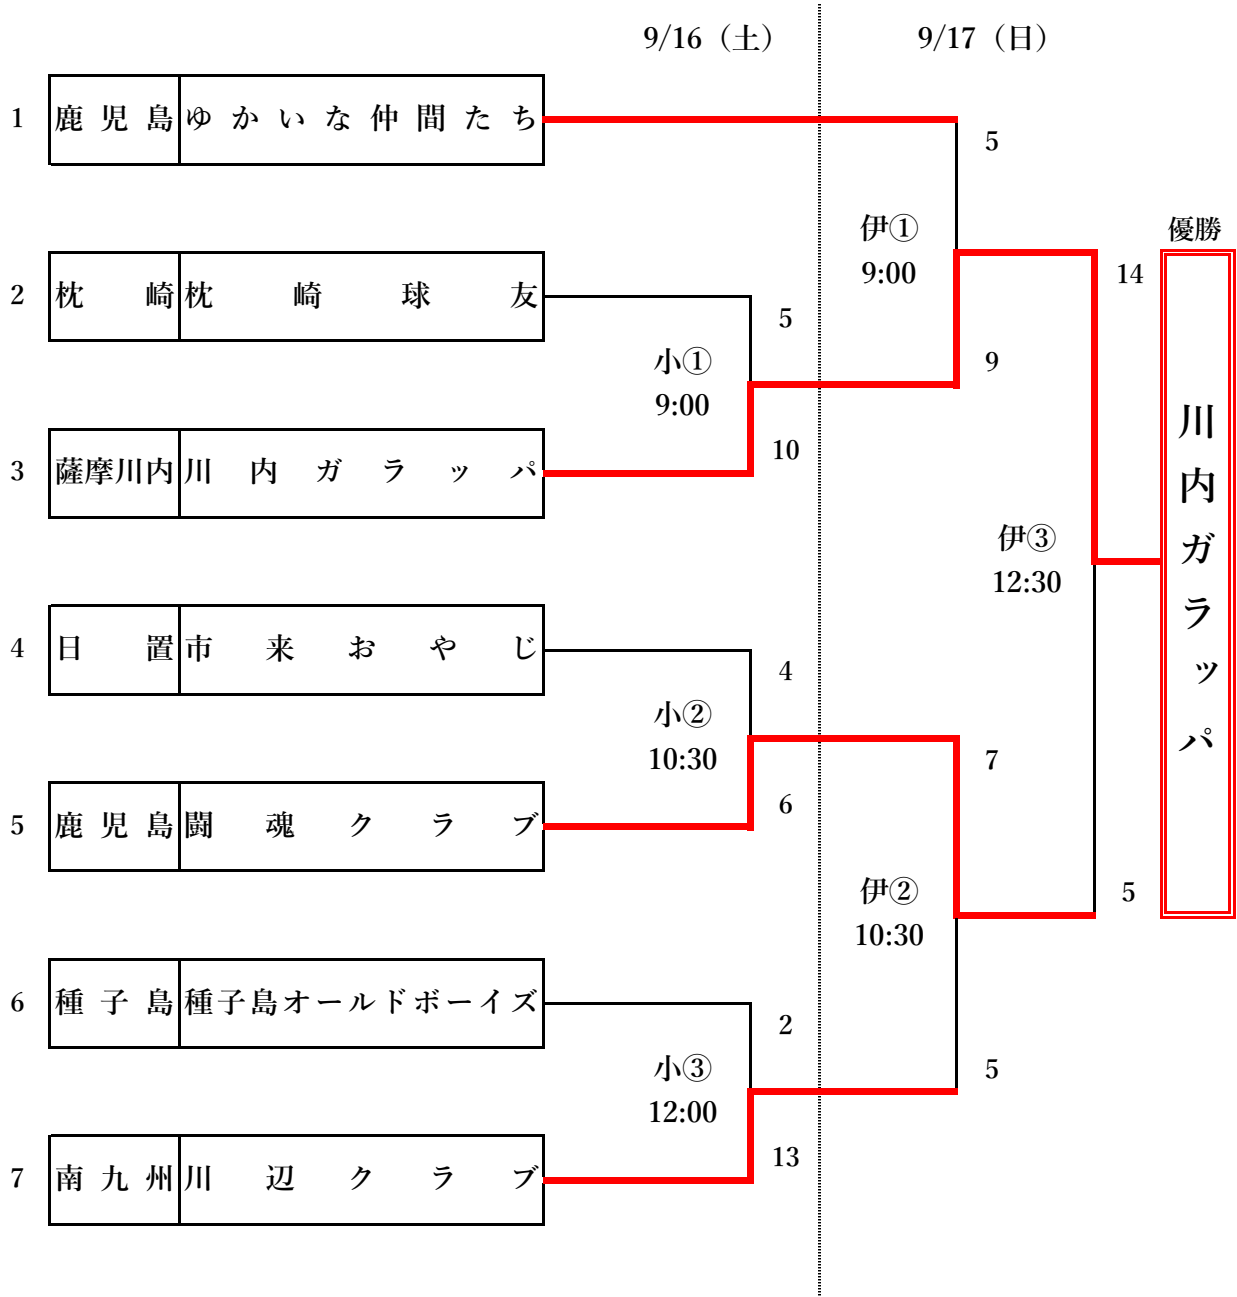 9/16（土）
9/17（日）
1 鹿児島 ゆかいな仲間たち
5
伊①
9:00
優勝
14
2 枕崎 枕崎球友
5
小①
9:00
9
10
3 薩摩川内 川内ガラッパ
川内ガラッパ
伊③
12:30
4 日置 市来おやじ
4
小②
10:30
7
6
5 鹿児島 闘魂クラブ
伊②
10:30
5
6 種子島 種子島オールドボーイズ
2
小③
12:00
5
13
7 南九州 川辺クラブ